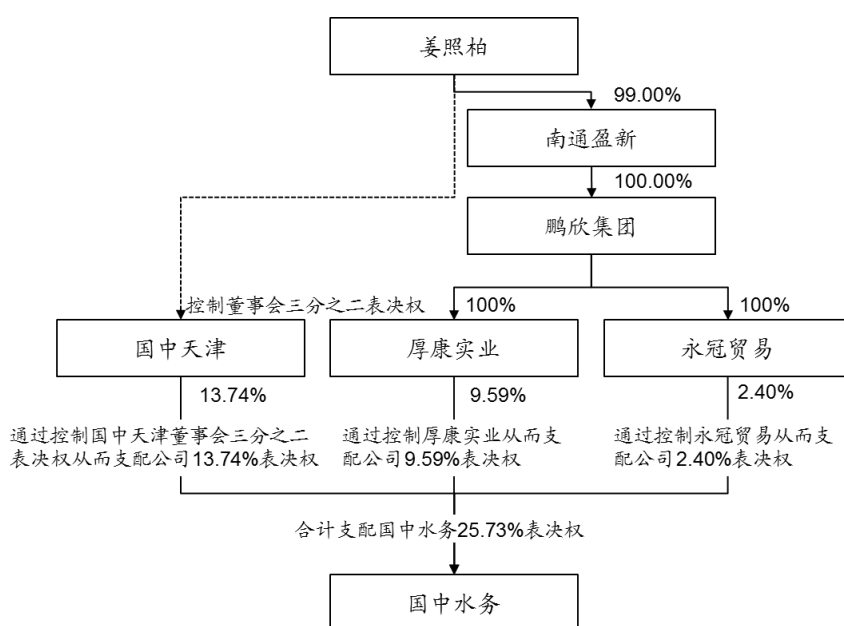 姜照柏
99.00%
南通盈新
100.00%
鹏欣集团
控制董事会三分之二表决权
100%
100%
国中天津
厚康实业
永冠贸易
13.74%
9.59%
2.40%
通过控制国中天津董事会三分之二
表决权从而支配公司13.74%表决权
通过控制厚康实业从而支
配公司9.59%表决权
通过控制永冠贸易从而支
配公司2.40%表决权
合计支配国中水务25.73%表决权
国中水务